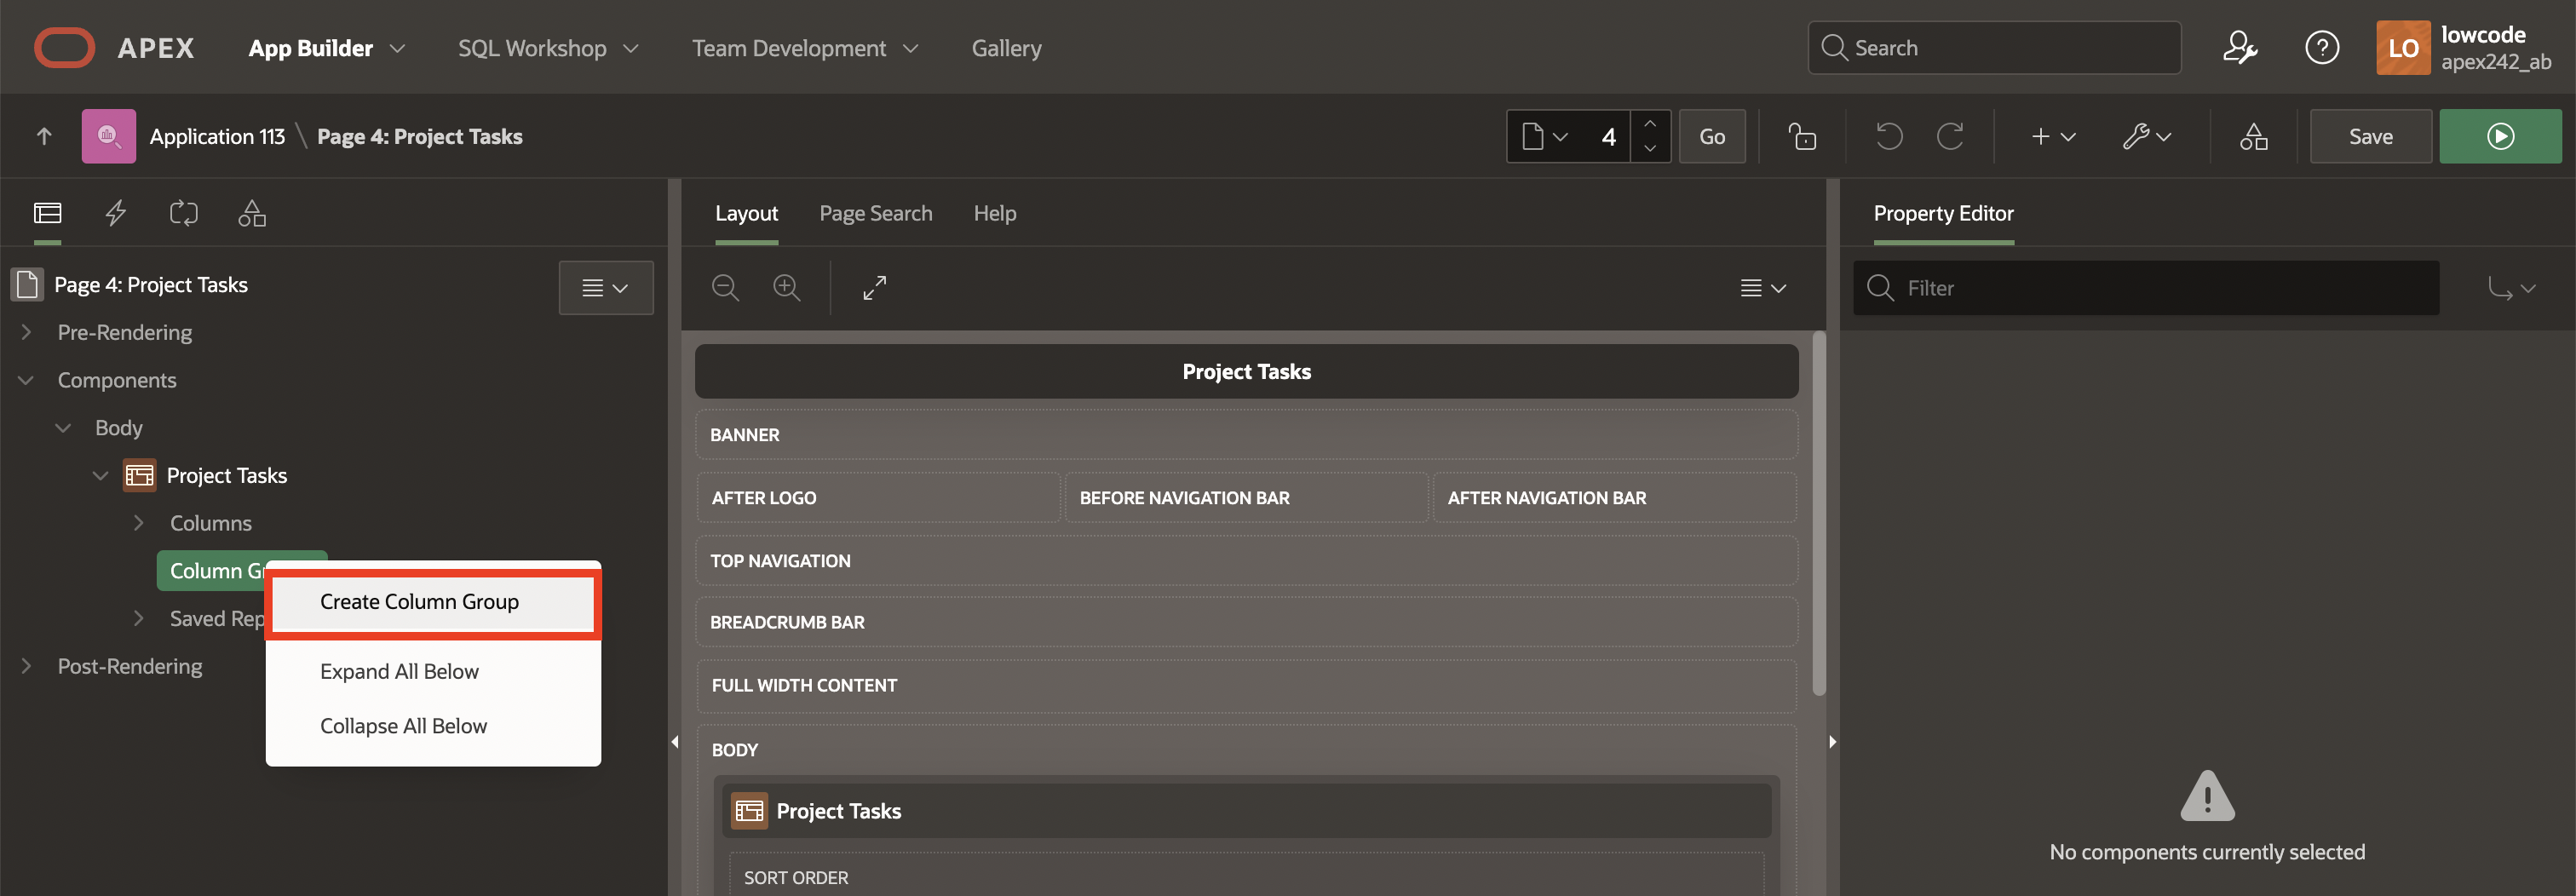 APEX App Builder SQL Workshop Team Development Gallery Search LO lowcode
apex242_ab
Application 113 \ Page 4: Project Tasks 4 Go Save
Layout Page Search Help Property Editor
Page 4: Project Tasks
Filter
Pre-Rendering
Components
Body
Project Tasks
Columns
Column Gr
Saved Rep
Post-Rendering
Create Column Group
Expand All Below
Collapse All Below
Project Tasks
BANNER
AFTER LOGO BEFORE NAVIGATION BAR AFTER NAVIGATION BAR
TOP NAVIGATION
BREADCRUMB BAR
FULL WIDTH CONTENT
BODY
Project Tasks
SORT ORDER
No components currently selected